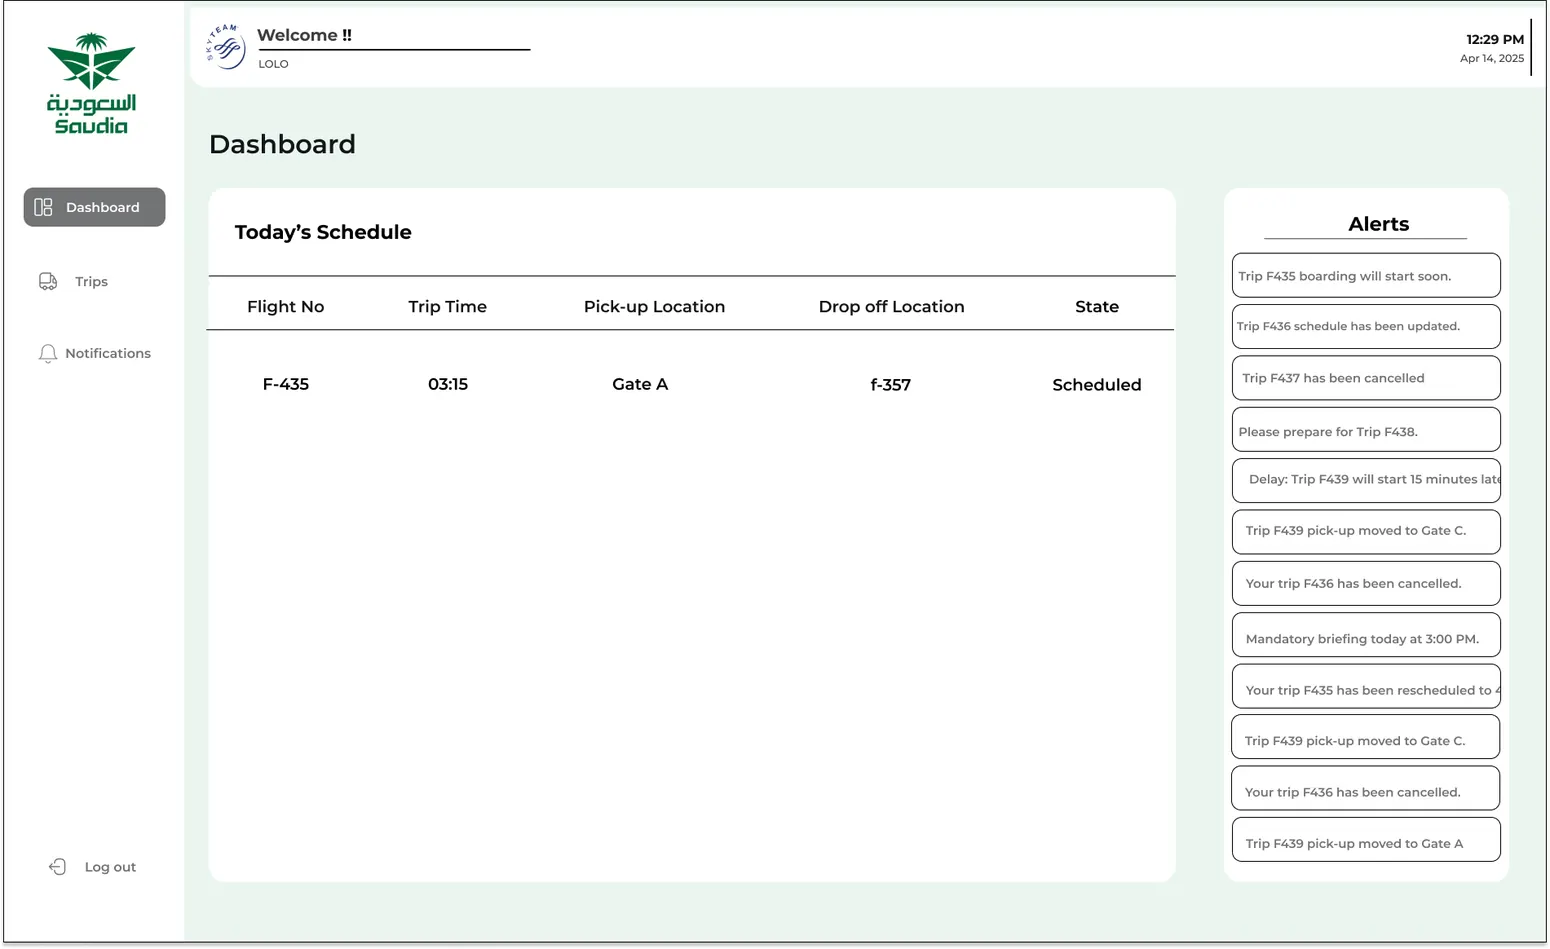 السعودية
Saudia
Dashboard
Trips
Notifications
Log out
SKYTEAM
Welcome !!
LOLO
12:29 PM
Apr 14, 2025
Dashboard
Today’s Schedule
Flight No Trip Time Pick-up Location Drop off Location State
F-435 03:15 Gate A f-357 Scheduled
Alerts
Trip F435 boarding will start soon.
Trip F436 schedule has been updated.
Trip F437 has been cancelled
Please prepare for Trip F438.
Delay: Trip F439 will start 15 minutes late
Trip F439 pick-up moved to Gate C.
Your trip F436 has been cancelled.
Mandatory briefing today at 3:00 PM.
Your trip F435 has been rescheduled to 4
Trip F439 pick-up moved to Gate C.
Your trip F436 has been cancelled.
Trip F439 pick-up moved to Gate A